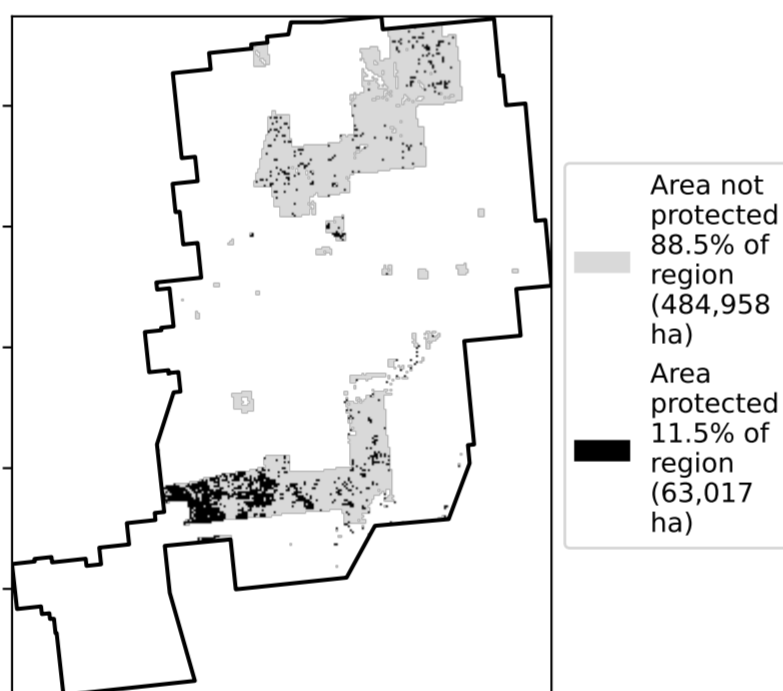 Area not
protected
88.5% of
region
(484,958
ha)
Area
protected
11.5% of
region
(63,017
ha)